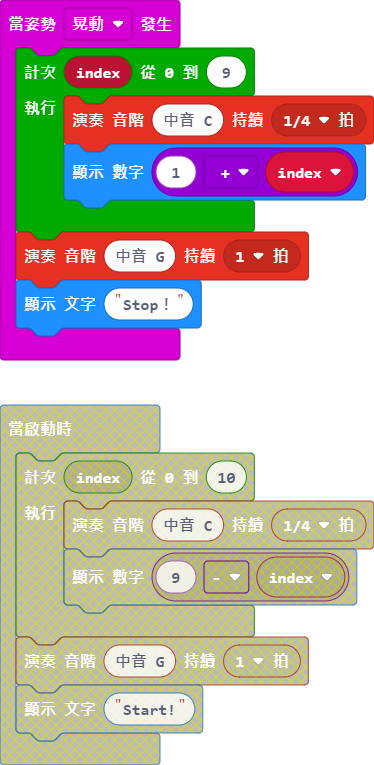 當姿勢 晃動 發生
計次 index 從 0 到 9
執行
演奏 音階 中音 C 持續 1/4 拍
顯示 數字 1 + index
演奏 音階 中音 G 持續 1 拍
顯示 文字 "Stop!"
當啟動時
計次 index 從 0 到 10
執行
演奏 音階 中音 C 持續 1/4 拍
顯示 數字 9 - index
演奏 音階 中音 G 持續 1 拍
顯示 文字 "Start!"